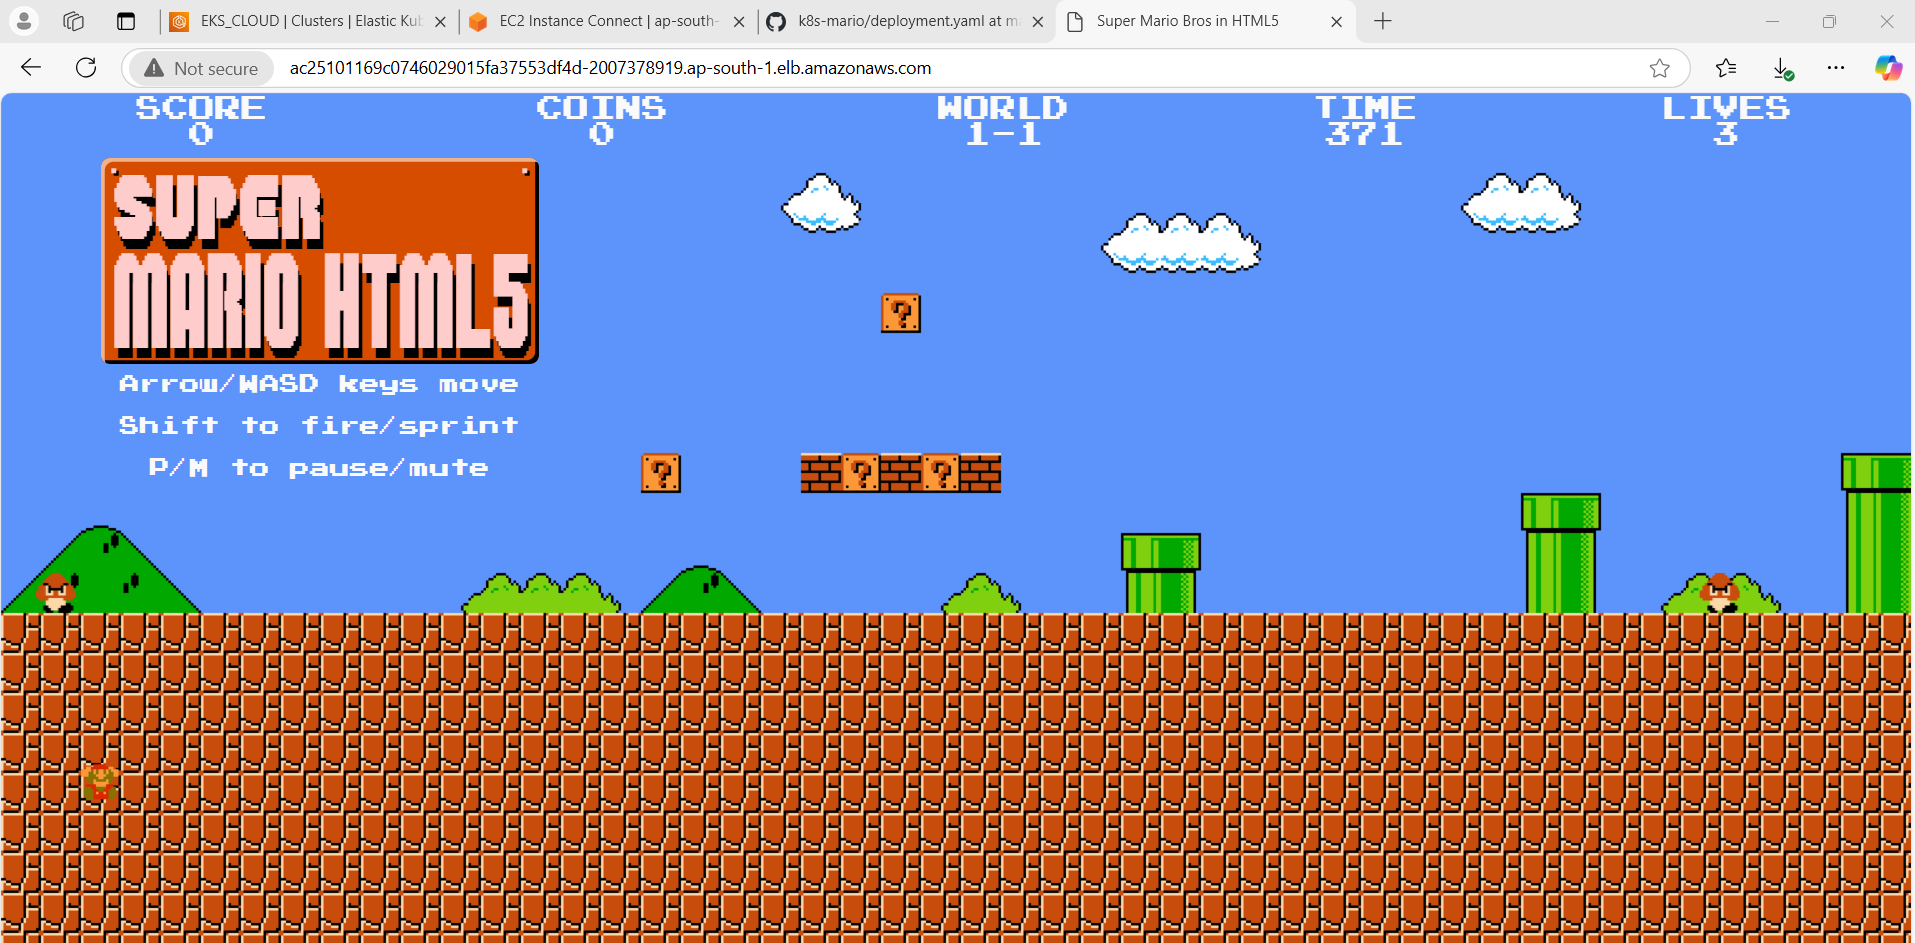 EKS_CLOUD | Clusters | Elastic Kub
EC2 Instance Connect | ap-south-
k8s-mario/deployment.yaml at m
Super Mario Bros in HTML5
Not secure
ac25101169c0746029015fa37553df4d-2007378919.ap-south-1.elb.amazonaws.com
SCORE COINS WORLD TIME LIVES
0 0 1-1 371 3
SUPER
MARIO HTML5
Arrow/WASD keys move
Shift to fire/sprint
P/M to pause/mute
?
? ? ?